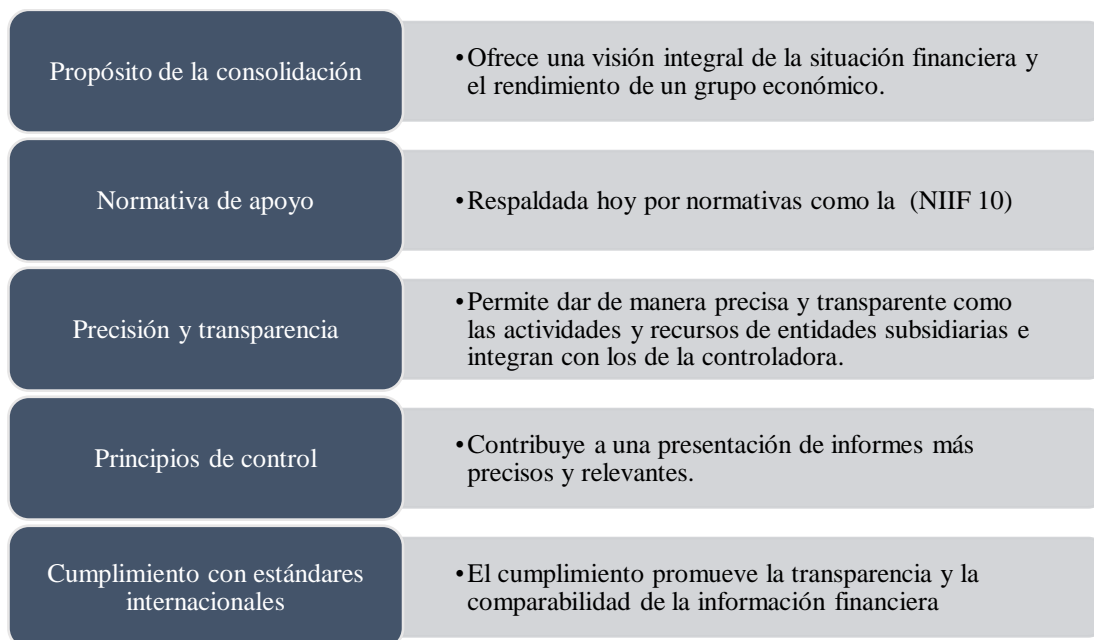 Propósito de la consolidación
•Ofrece una visión integral de la situación financiera y
el rendimiento de un grupo económico.
Normativa de apoyo
•Respaldada hoy por normativas como la (NIIF 10)
Precisión y transparencia
•Permite dar de manera precisa y transparente como
las actividades y recursos de entidades subsidiarias e
integran con los de la controladora.
Principios de control
•Contribuye a una presentación de informes más
precisos y relevantes.
Cumplimiento con estándares
internacionales
•El cumplimiento promueve la transparencia y la
comparabilidad de la información financiera